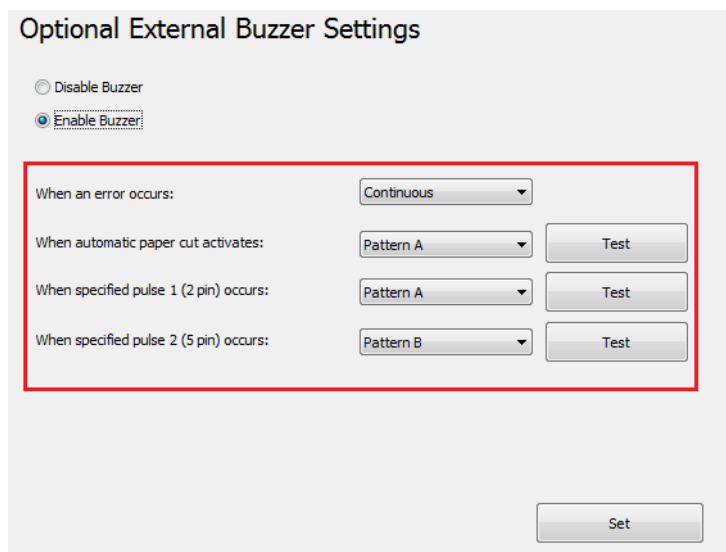 Optional External Buzzer Settings
Disable Buzzer
Enable Buzzer
When an error occurs: Continuous
When automatic paper cut activates: Pattern A Test
When specified pulse 1 (2 pin) occurs: Pattern A Test
When specified pulse 2 (5 pin) occurs: Pattern B Test
Set